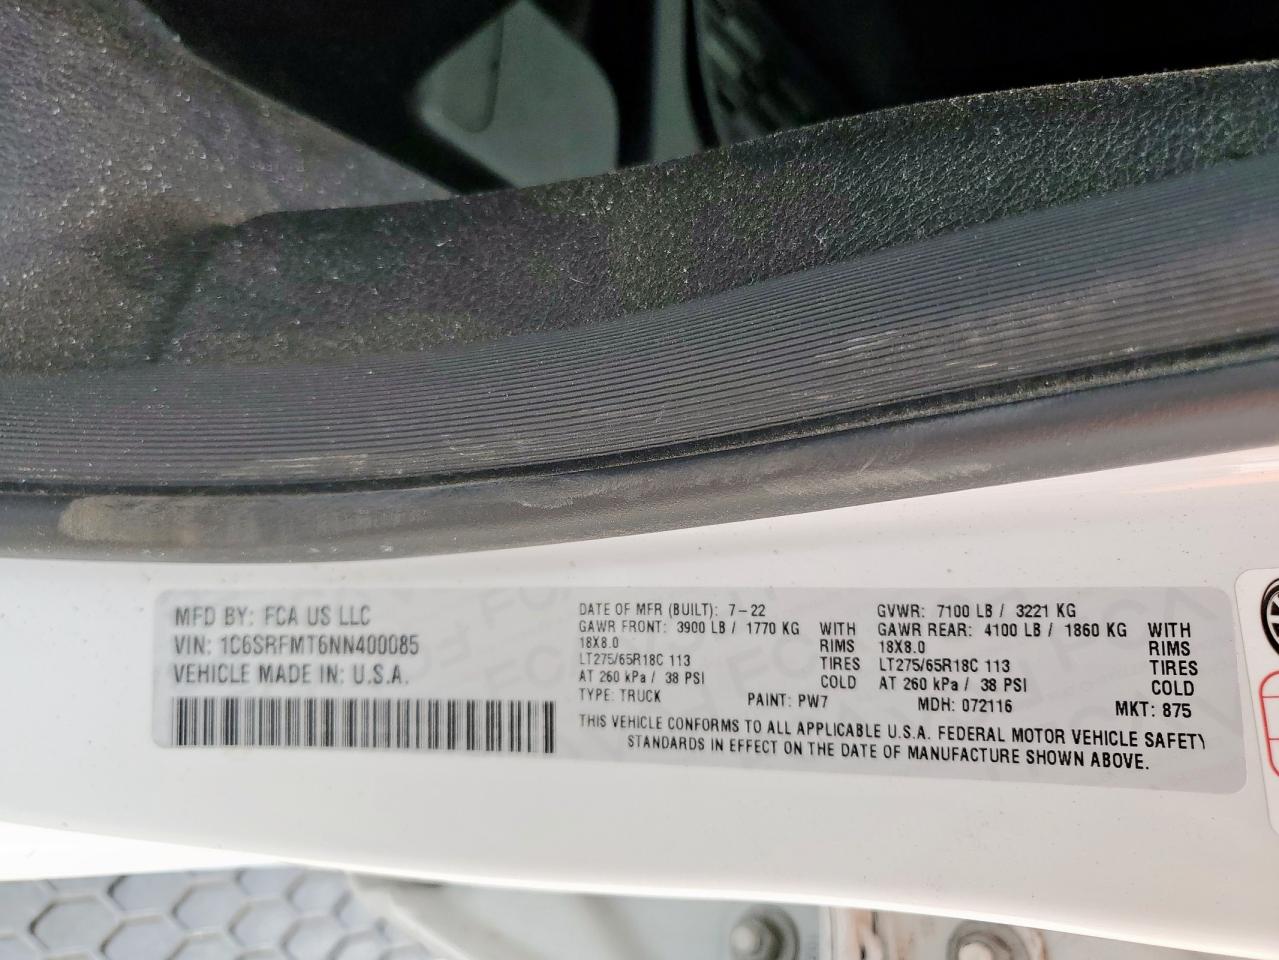 MFD BY: FCA US LLC
VIN: 1C6SRFMT6NN400085
VEHICLE MADE IN: U.S.A.
DATE OF MFR (BUILT): 7-22
GAWR FRONT: 3900 LB / 1770 KG WITH
18X8.0 RIMS
LT275/65R18C 113 TIRES
AT 260 kPa / 38 PSI COLD
TYPE: TRUCK PAINT: PW7
GVWR: 7100 LB / 3221 KG
GAWR REAR: 4100 LB / 1860 KG WITH
18X8.0 RIMS
LT275/65R18C 113 TIRES
AT 260 kPa / 38 PSI COLD
MDH: 072116 MKT: 875
THIS VEHICLE CONFORMS TO ALL APPLICABLE U.S.A. FEDERAL MOTOR VEHICLE SAFETY
STANDARDS IN EFFECT ON THE DATE OF MANUFACTURE SHOWN ABOVE.